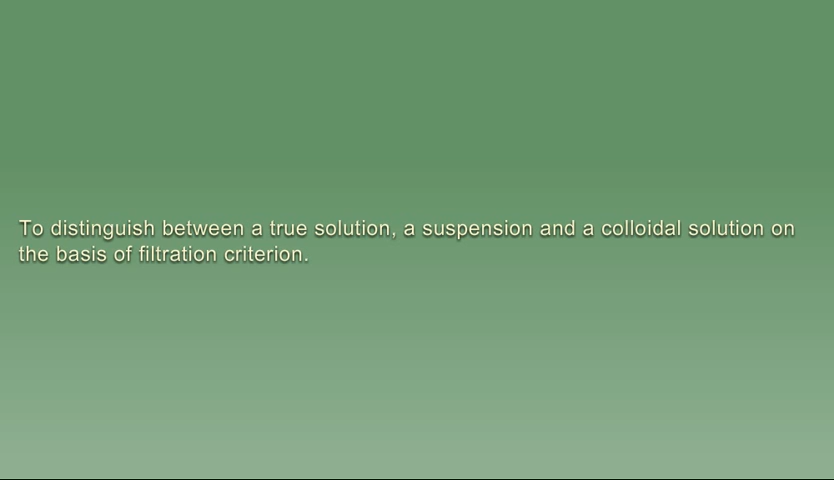 To distinguish between a true solution, a suspension and a colloidal solution on
the basis of filtration criterion.